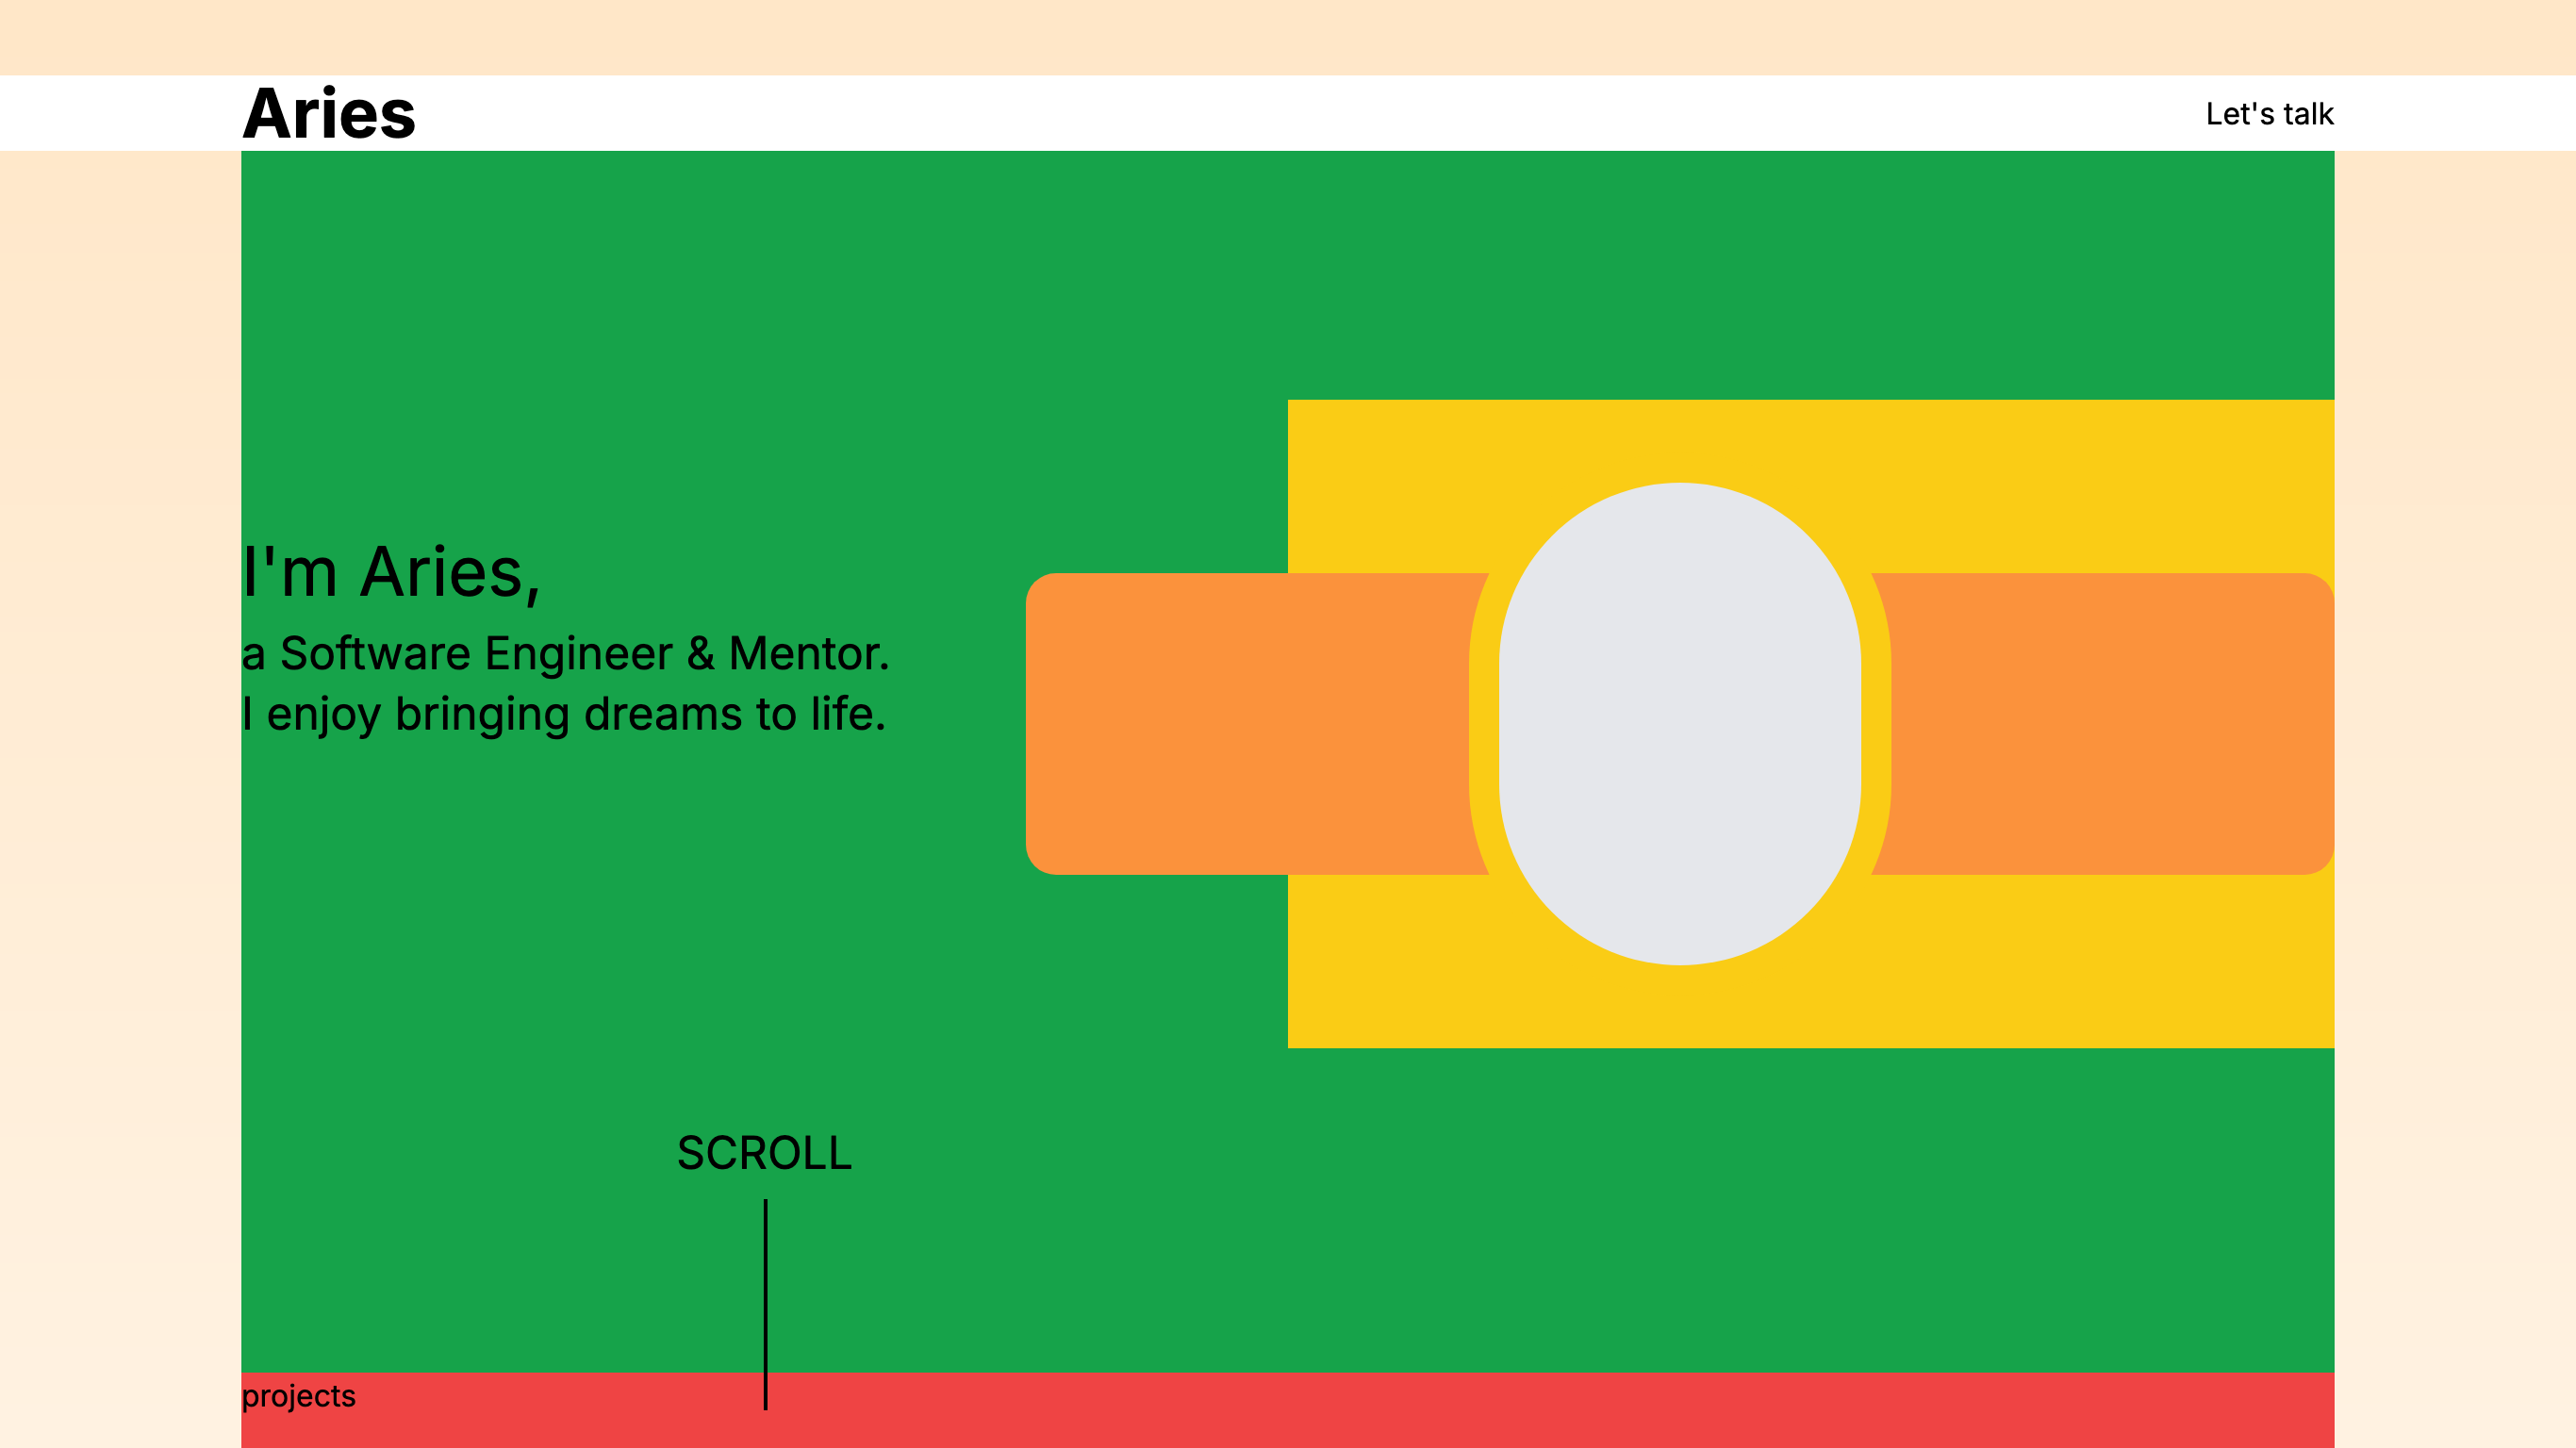 Aries
Let's talk
I'm Aries,
a Software Engineer & Mentor.
I enjoy bringing dreams to life.
SCROLL
projects